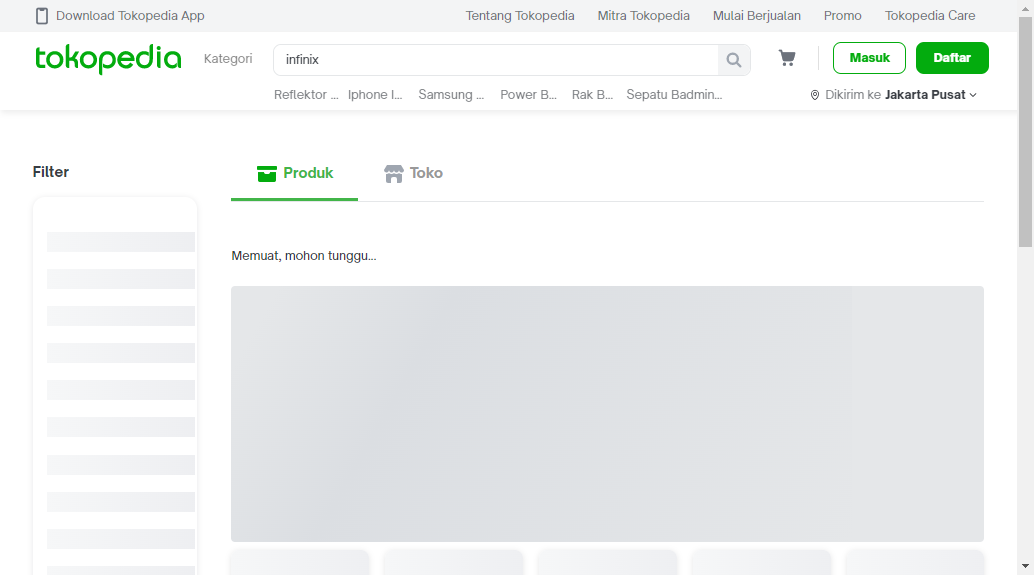 Download Tokopedia App Tentang Tokopedia Mitra Tokopedia Mulai Berjualan Promo Tokopedia Care
tokopedia Kategori infinix Masuk Daftar
Reflektor ... Iphone I... Samsung ... Power B... Rak B... Sepatu Badmin... Dikirim ke Jakarta Pusat
Filter Produk Toko
Memuat, mohon tunggu...